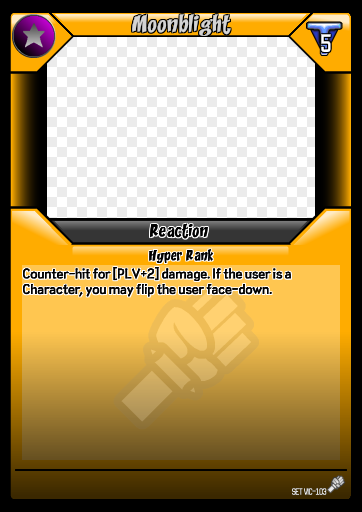 Moonblight
5
Reaction
Hyper Rank
Counter-hit for [PLV+2] damage. If the user is a
Character, you may flip the user face-down.
SET VIC-103